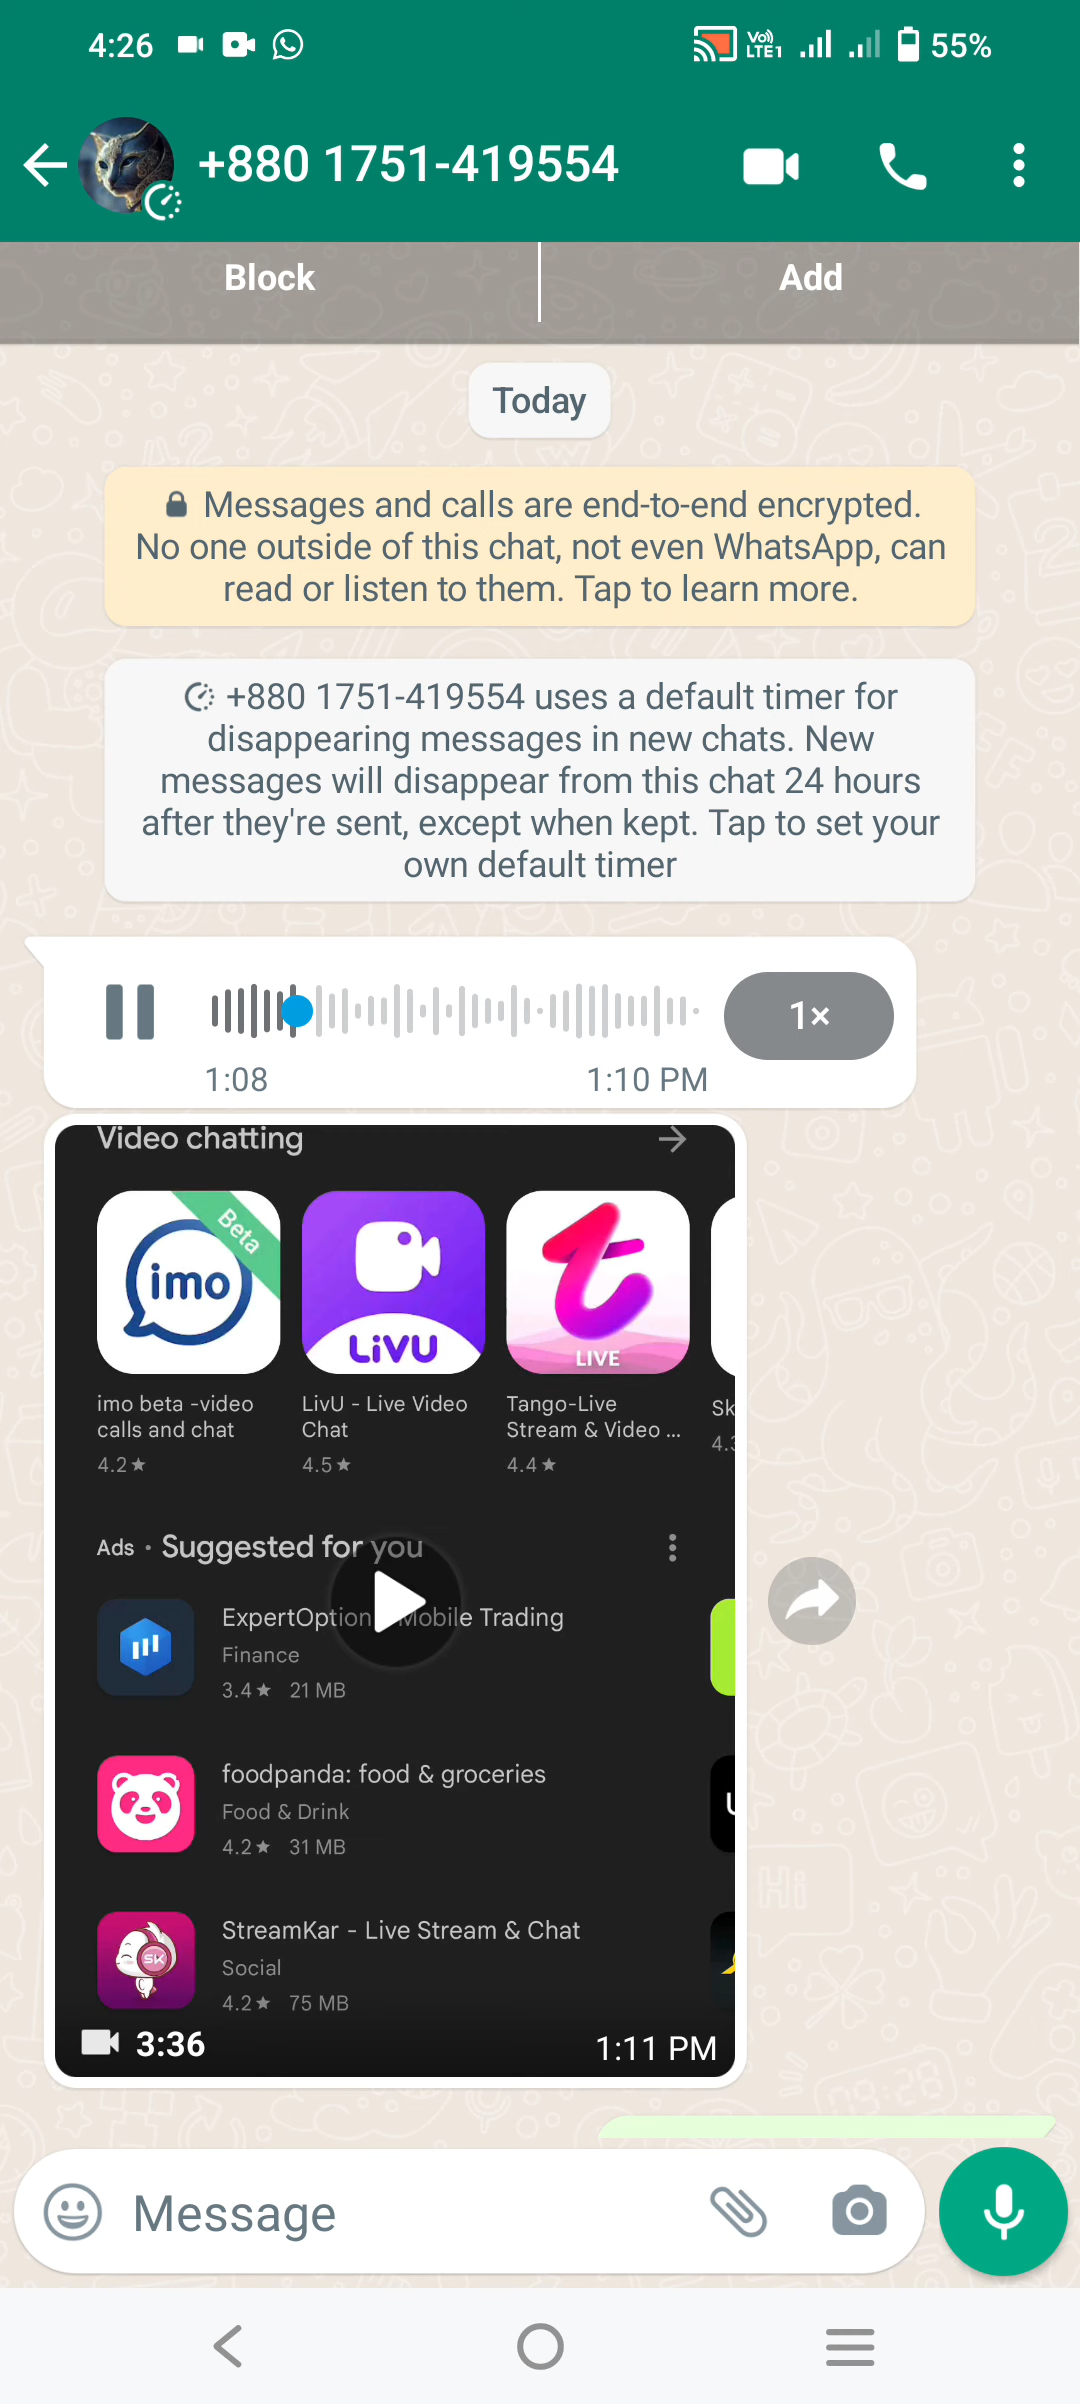 4:26
Vo) LTE1
55%
+880 1751-419554
Block
Add
Today
Messages and calls are end-to-end encrypted.
No one outside of this chat, not even WhatsApp, can
read or listen to them. Tap to learn more.
+880 1751-419554 uses a default timer for
disappearing messages in new chats. New
messages will disappear from this chat 24 hours
after they're sent, except when kept. Tap to set your
own default timer
1×
1:08
1:10 PM
Video chatting
Beta
imo
LiVU
LIVE
imo beta -video
calls and chat
4.2★
LivU - Live Video
Chat
4.5★
Tango-Live
Stream & Video ...
4.4★
Sk
Ads • Suggested for you
ExpertOption Mobile Trading
Finance
3.4★ 21 MB
foodpanda: food & groceries
Food & Drink
4.2★ 31 MB
SK
StreamKar - Live Stream & Chat
Social
4.2★ 75 MB
3:36
1:11 PM
Message